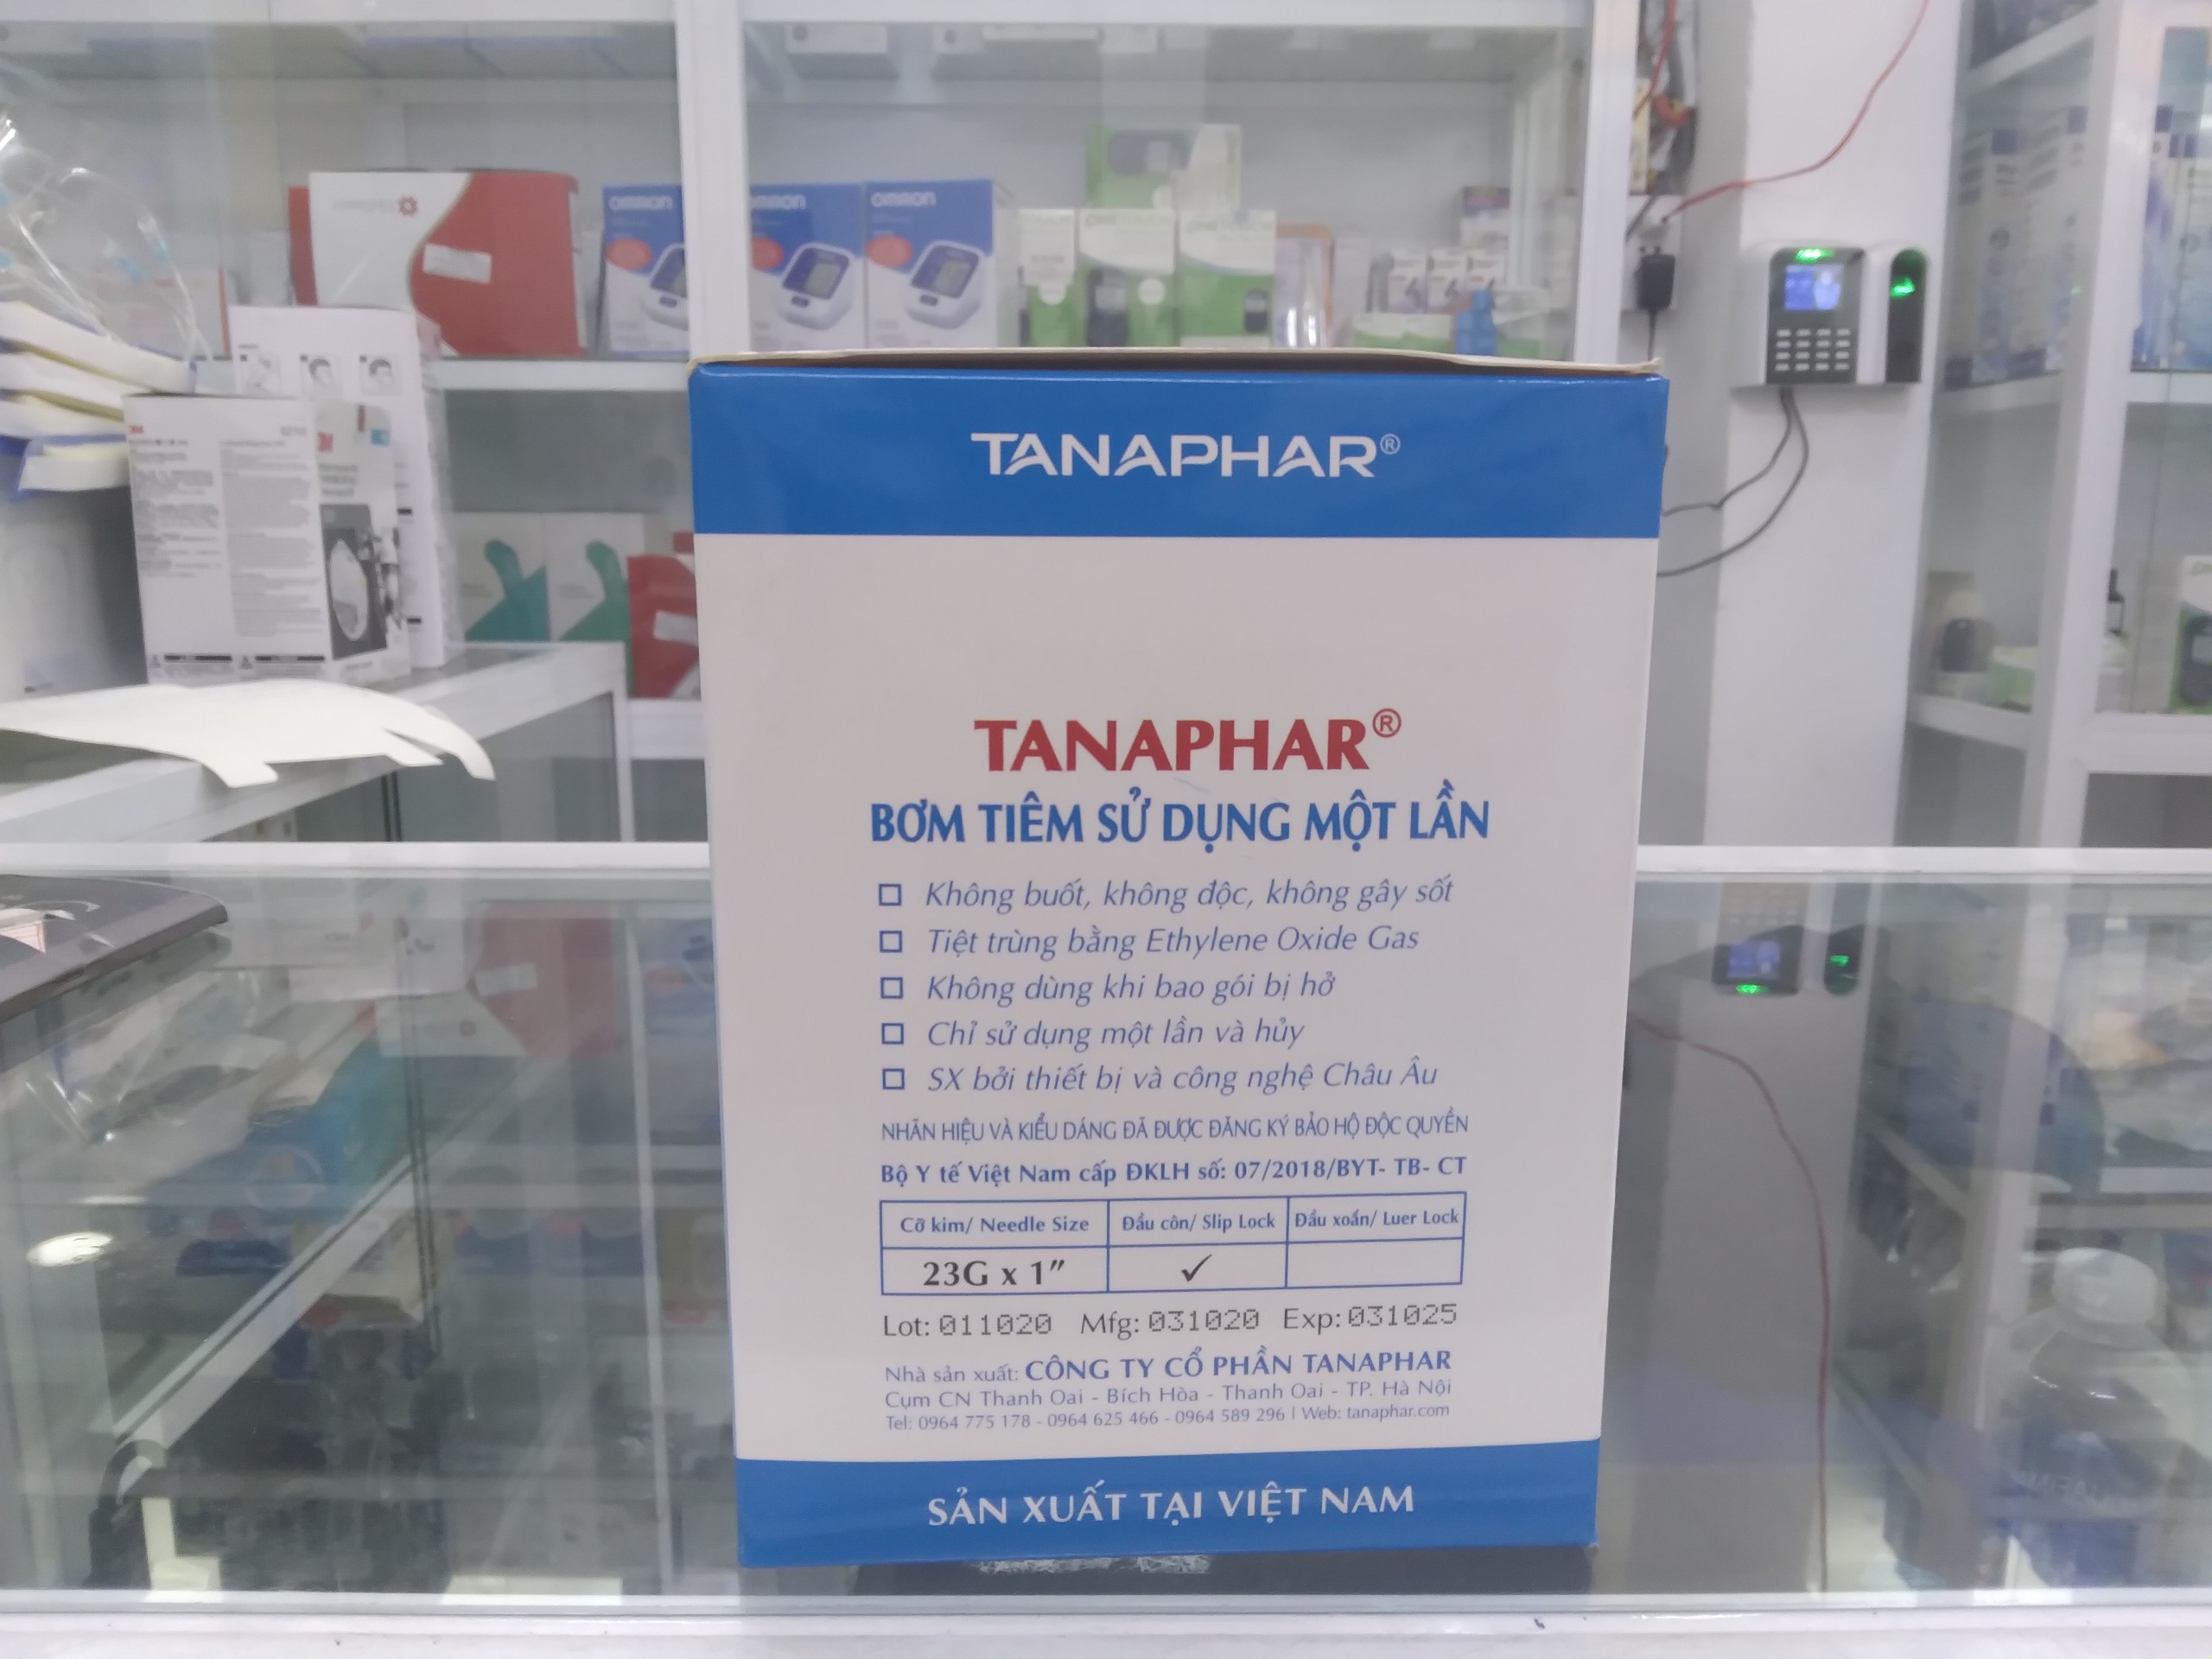 OMRON
OMRON
OMRON
3M
TANAPHAR®
TANAPHAR®
BƠM TIÊM SỬ DỤNG MỘT LẦN
Không buốt, không độc, không gây sốt
Tiệt trùng bằng Ethylene Oxide Gas
Không dùng khi bao gói bị hở
Chỉ sử dụng một lần và hủy
SX bởi thiết bị và công nghệ Châu Âu
NHÃN HIỆU VÀ KIỂU DÁNG ĐÃ ĐƯỢC ĐĂNG KÝ BẢO HỘ ĐỘC QUYỀN
Bộ Y tế Việt Nam cấp ĐKLH số: 07/2018/BYT- TB- CT
Cỡ kim/ Needle Size Đầu côn/ Slip Lock Đầu xoắn/ Luer Lock
23G x 1" ✓
Lot: 011020 Mfg: 031020 Exp: 031025
Nhà sản xuất: CÔNG TY CỔ PHẦN TANAPHAR
Cụm CN Thanh Oai - Bích Hòa - Thanh Oai - TP. Hà Nội
Tel: 0964 775 178 - 0964 625 466 - 0964 589 296 | Web: tanaphar.com
SẢN XUẤT TẠI VIỆT NAM